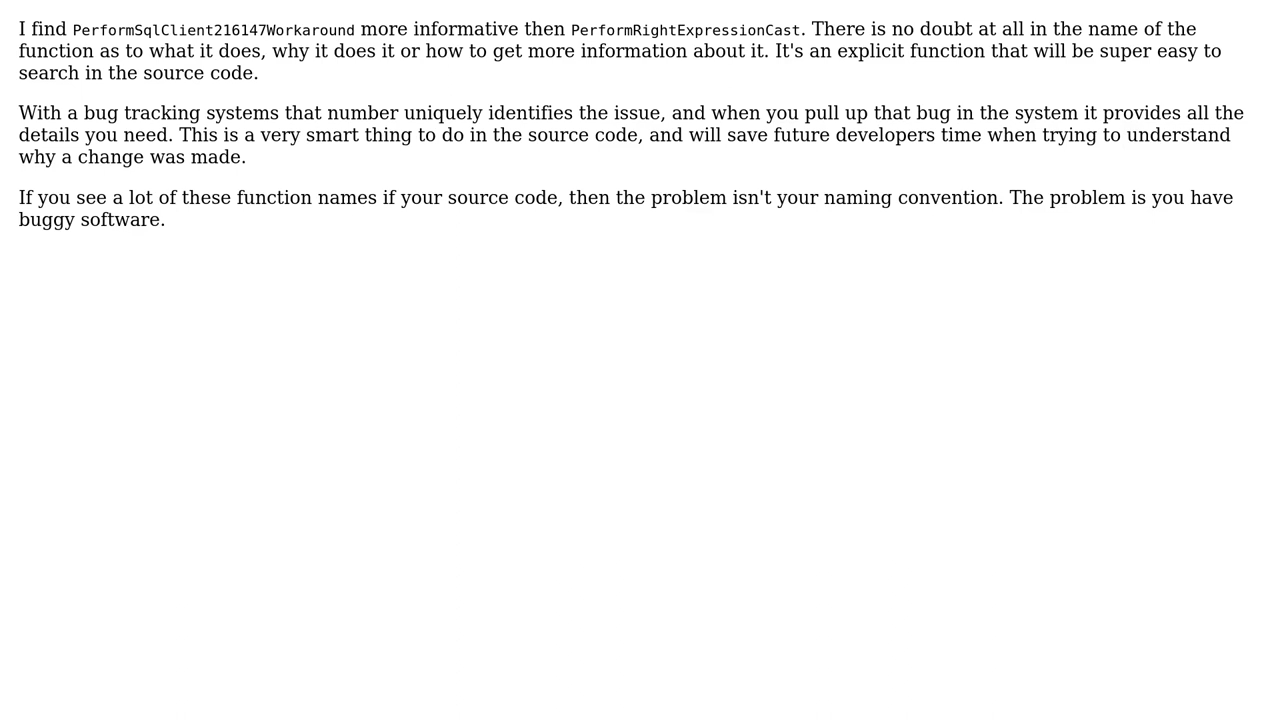 I find PerformSqlClient216147Workaround more informative then PerformRightExpressionCast. There is no doubt at all in the name of the
function as to what it does, why it does it or how to get more information about it. It's an explicit function that will be super easy to
search in the source code.
With a bug tracking systems that number uniquely identifies the issue, and when you pull up that bug in the system it provides all the
details you need. This is a very smart thing to do in the source code, and will save future developers time when trying to understand
why a change was made.
If you see a lot of these function names if your source code, then the problem isn't your naming convention. The problem is you have
buggy software.